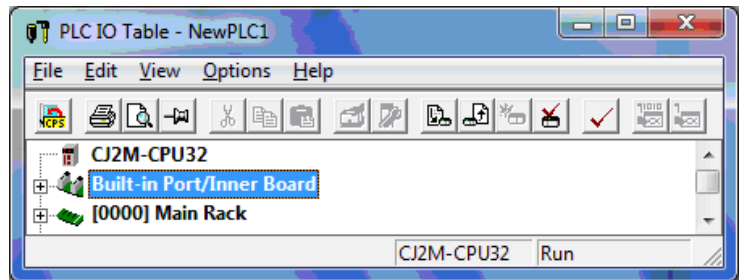 PLC IO Table - NewPLC1
File Edit View Options Help
CPS
CJ2M-CPU32
Built-in Port/Inner Board
[0000] Main Rack
CJ2M-CPU32 Run